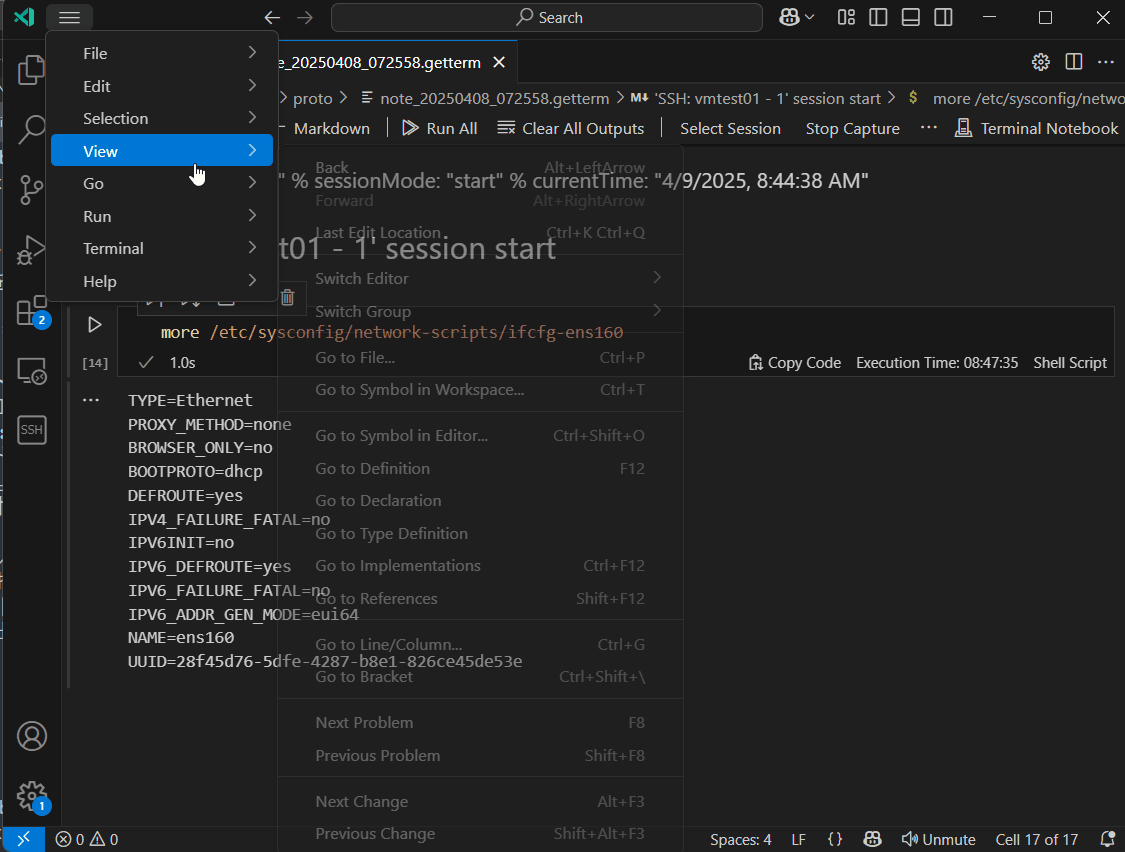 Search
File
Edit
Selection
View
Go
Run
Terminal
Help
e_20250408_072558.getterm
proto > note_20250408_072558.getterm > 'SSH: vmtest01 - 1' session start > $ more /etc/sysconfig/netwo
Markdown | Run All Clear All Outputs | Select Session Stop Capture ··· Terminal Notebook
" % sessionMode: "start" % currentTime: "4/9/2025, 8:44:38 AM"
st01 - 1' session start
Back Alt+LeftArrow
Forward Alt+RightArrow
Last Edit Location Ctrl+K Ctrl+Q
Switch Editor
Switch Group
Go to File... Ctrl+P
Go to Symbol in Workspace... Ctrl+T
Go to Symbol in Editor... Ctrl+Shift+O
Go to Definition F12
Go to Declaration
Go to Type Definition
Go to Implementations Ctrl+F12
Go to References Shift+F12
Go to Line/Column... Ctrl+G
Go to Bracket Ctrl+Shift+\
Next Problem F8
Previous Problem Shift+F8
Next Change Alt+F3
Previous Change Shift+Alt+F3
more /etc/sysconfig/network-scripts/ifcfg-ens160
[14] 1.0s Copy Code Execution Time: 08:47:35 Shell Script
TYPE=Ethernet
PROXY_METHOD=none
BROWSER_ONLY=no
BOOTPROTO=dhcp
DEFROUTE=yes
IPV4_FAILURE_FATAL=no
IPV6INIT=no
IPV6_DEFROUTE=yes
IPV6_FAILURE_FATAL=no
IPV6_ADDR_GEN_MODE=eui64
NAME=ens160
UUID=28f45d76-5dfe-4287-b8e1-826ce45de53e
2
SSH
1
0 0 Spaces: 4 LF {} Unmute Cell 17 of 17